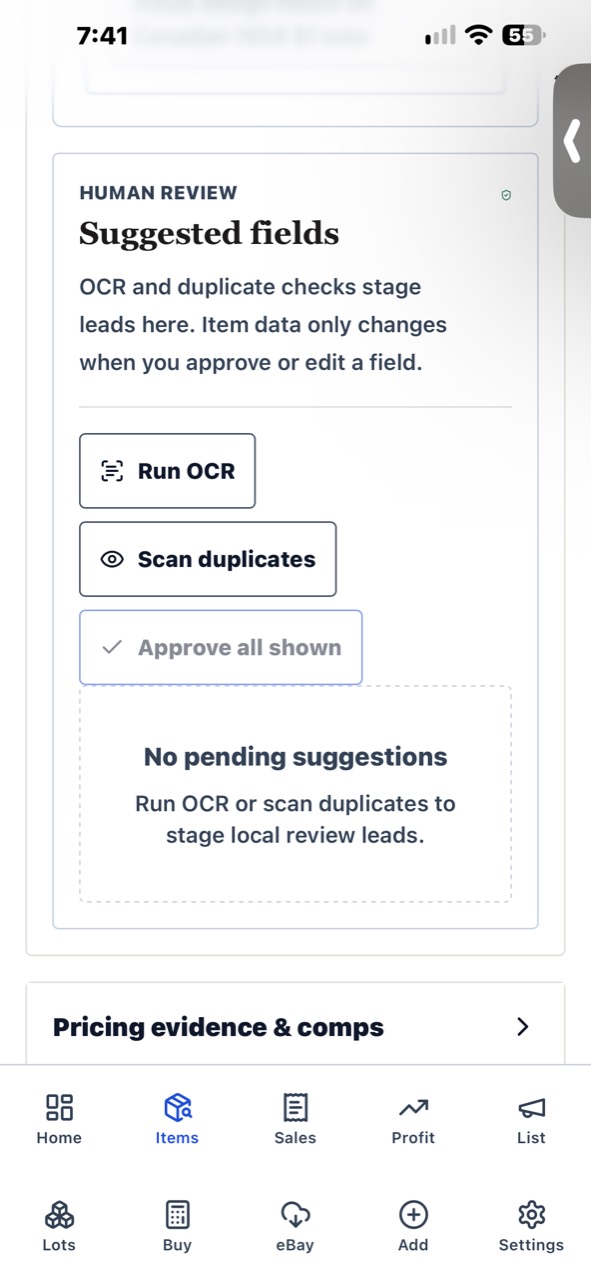 7:41
55
HUMAN REVIEW
Suggested fields
OCR and duplicate checks stage
leads here. Item data only changes
when you approve or edit a field.
Run OCR
Scan duplicates
Approve all shown
No pending suggestions
Run OCR or scan duplicates to
stage local review leads.
Pricing evidence & comps
Home Items Sales Profit List
Lots Buy eBay Add Settings